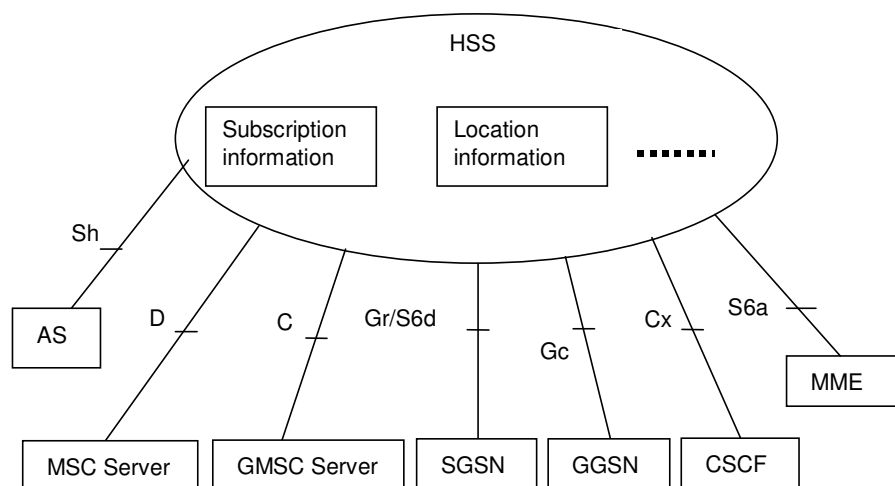 HSS
Subscription
information
Location
information
Sh
D
C
Gr/S6d
Gc
Cx
S6a
AS
MME
MSC Server
GMSC Server
SGSN
GGSN
CSCF